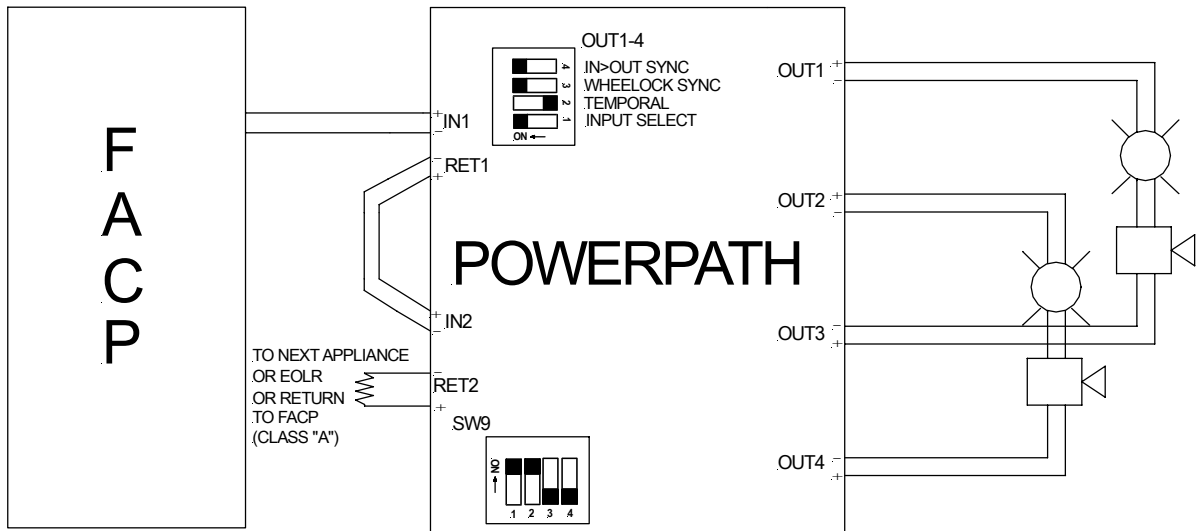 F
A
C
P
OUT1-4
4 IN>OUT SYNC
3 WHEELOCK SYNC
2 TEMPORAL
1 INPUT SELECT
ON ←
+
- IN1
- RET1
+
POWERPATH
+ IN2
-
- RET2
+
TO NEXT APPLIANCE
OR EOLR
OR RETURN
TO FACP
(CLASS "A")
SW9
ON →
1 2 3 4
OUT1 +
-
OUT2 +
-
OUT3 -
+
OUT4 -
+